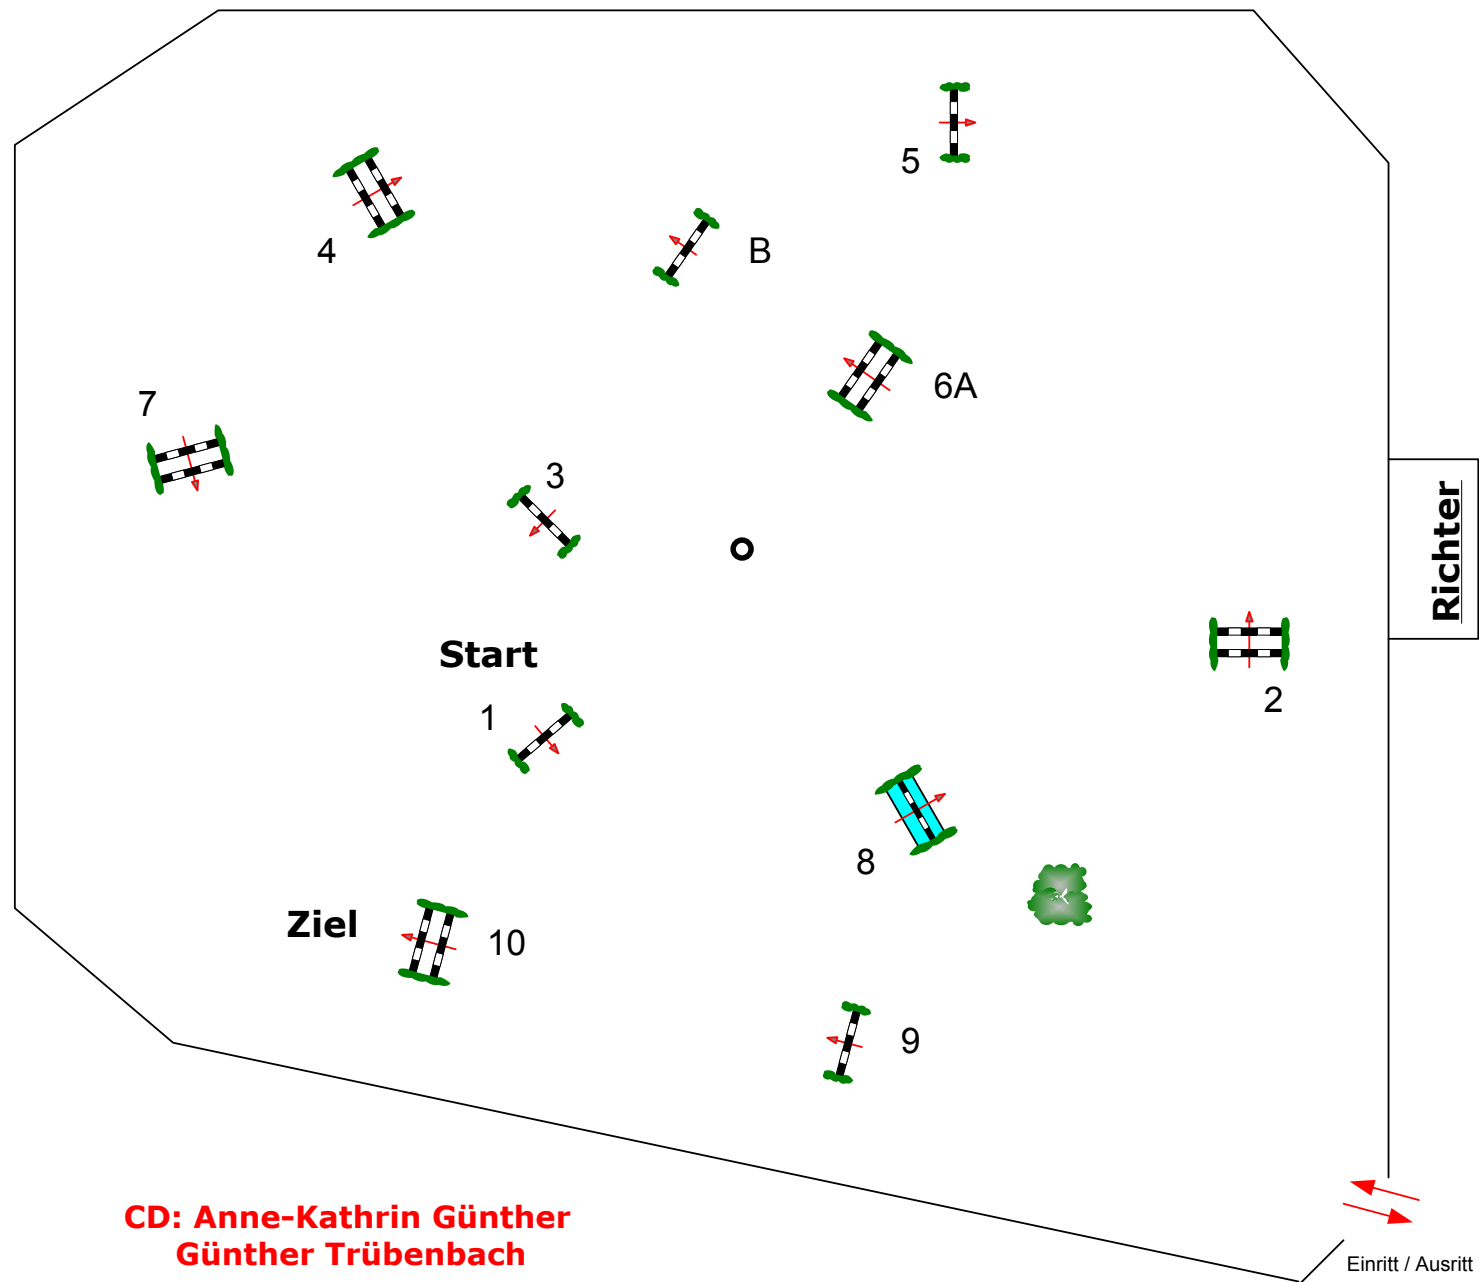 5
4
B
6A
7
3
Richter
Start
2
1
8
Ziel
10
9
CD: Anne-Kathrin Günther
Günther Trübenbach
Einritt / Ausritt